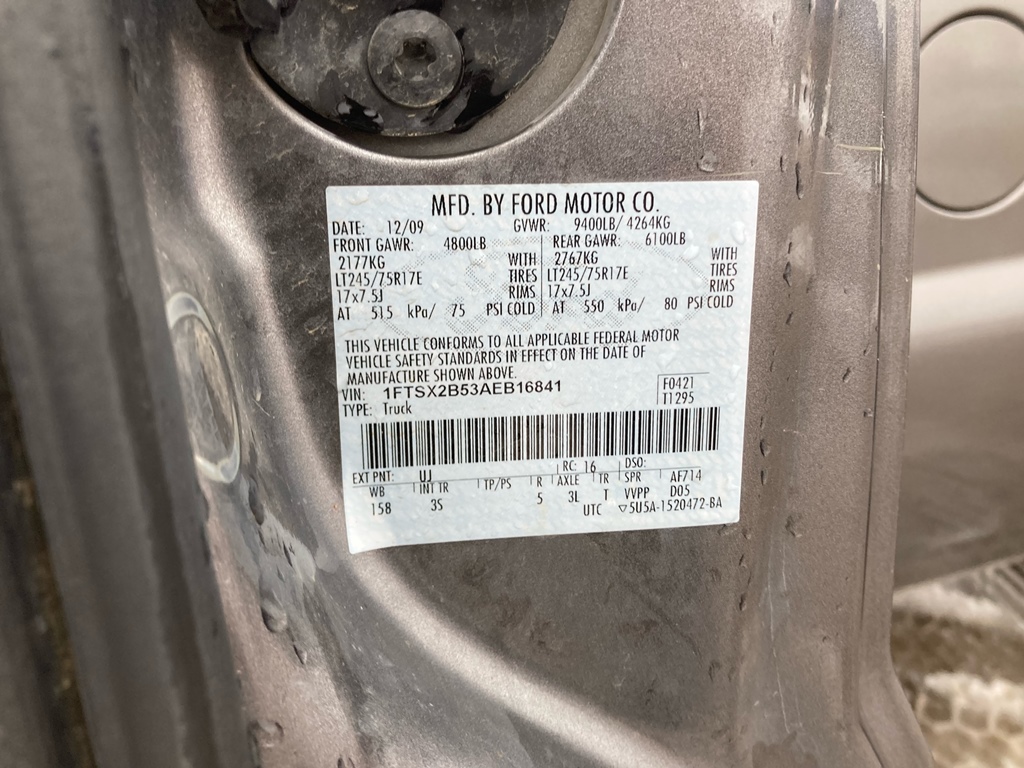 MFD. BY FORD MOTOR CO.
DATE: 12/09 GVWR: 9400LB/ 4264KG
FRONT GAWR: 4800LB REAR GAWR: 6100LB
2177KG WITH 2767KG WITH
LT245/75R17E TIRES LT245/75R17E TIRES
17x7.5J RIMS 17x7.5J RIMS
AT 515 kPa/ 75 PSI COLD AT 550 kPa/ 80 PSI COLD
THIS VEHICLE CONFORMS TO ALL APPLICABLE FEDERAL MOTOR
VEHICLE SAFETY STANDARDS IN EFFECT ON THE DATE OF
MANUFACTURE SHOWN ABOVE.
VIN: 1FTSX2B53AEB16841 F0421
TYPE: Truck T1295
EXT PNT: UJ RC: 16 DSO:
WB INT TR TP/PS R AXLE TR SPR AF714
158 3S 5 3L T VVPP D05
UTC ▽5U5A-1520472-BA